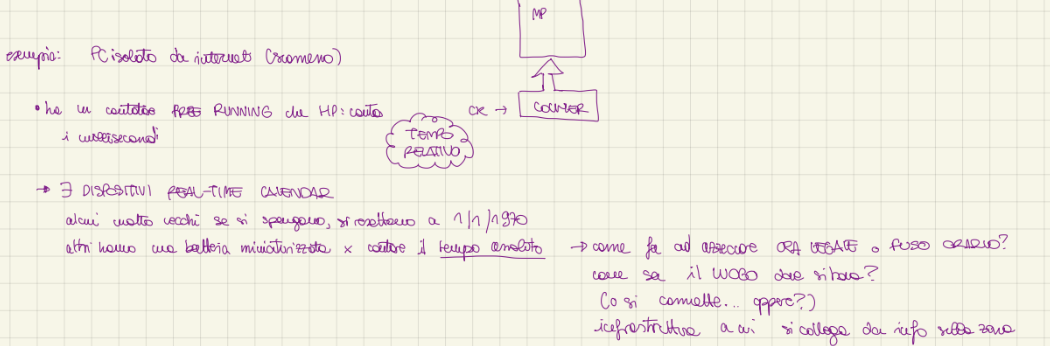 MP
esempio: PC isolato da internet (nemmeno)
• ho un contatore FREE RUNNING che HP: conta
CK → COUNTER
i millisecondi
TEMPO
RELATIVO
→ ∃ DISPOSITIVI REAL-TIME CALENDAR
alcuni molto vecchi se si spengono, si resettano a 1/1/1970
altri hanno una batteria miniaturizzata x contare il tempo assoluto → come fa ad associare ORA LEGALE o FUSO ORARIO?
come sa il LUOGO dove si trova?
(o si connette... oppure?)
infrastruttura a cui si collega da info sulla zona